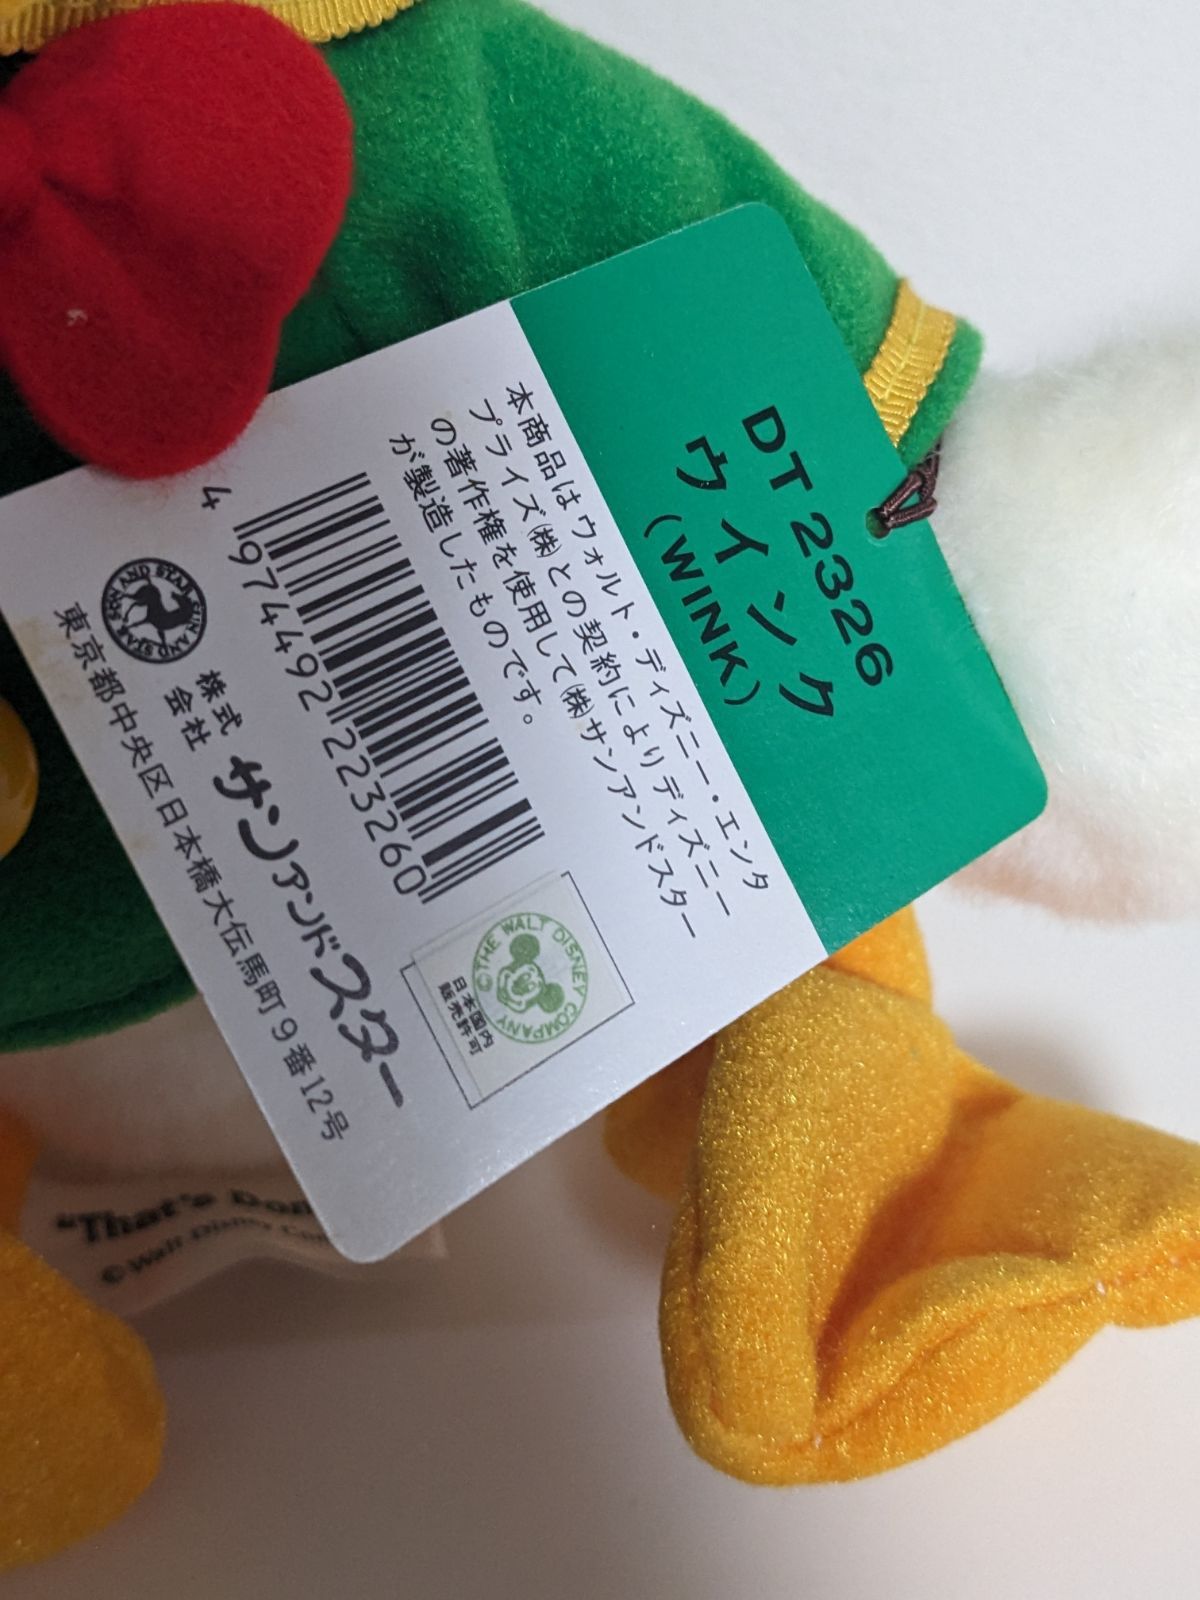 DT 2326
ウインク
(WINK)
本商品はウォルト・ディズニー・エンタ
プライズ㈱との契約によりディズニー
の著作権を使用して㈱サンアンドスター
が製造したものです。
4 974492 223260
© THE WALT DISNEY COMPANY
日本国内
販売許可
SUN AND STAR
株式
会社
サンアンドスター
東京都中央区日本橋大伝馬町9番12号
"That's
© Walt Disney